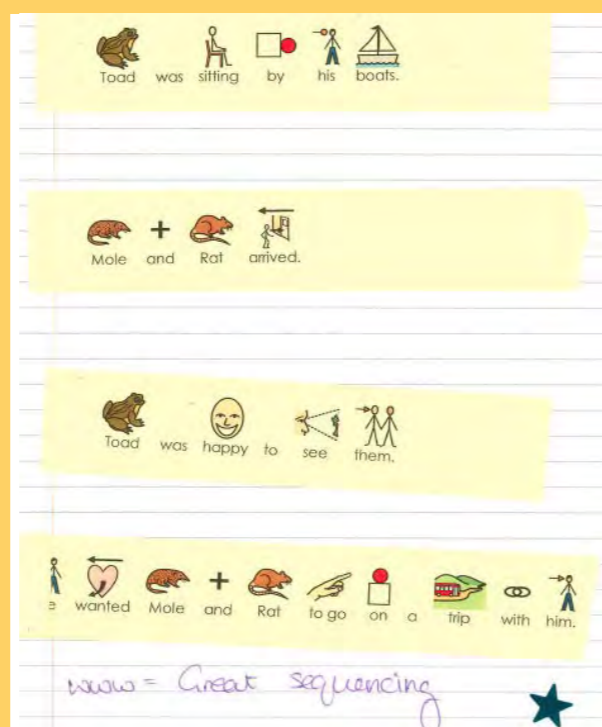 Toad was sitting by his boats.
Mole and Rat arrived.
Toad was happy to see them.
e wanted Mole and Rat to go on a trip with him.
www = Great sequencing